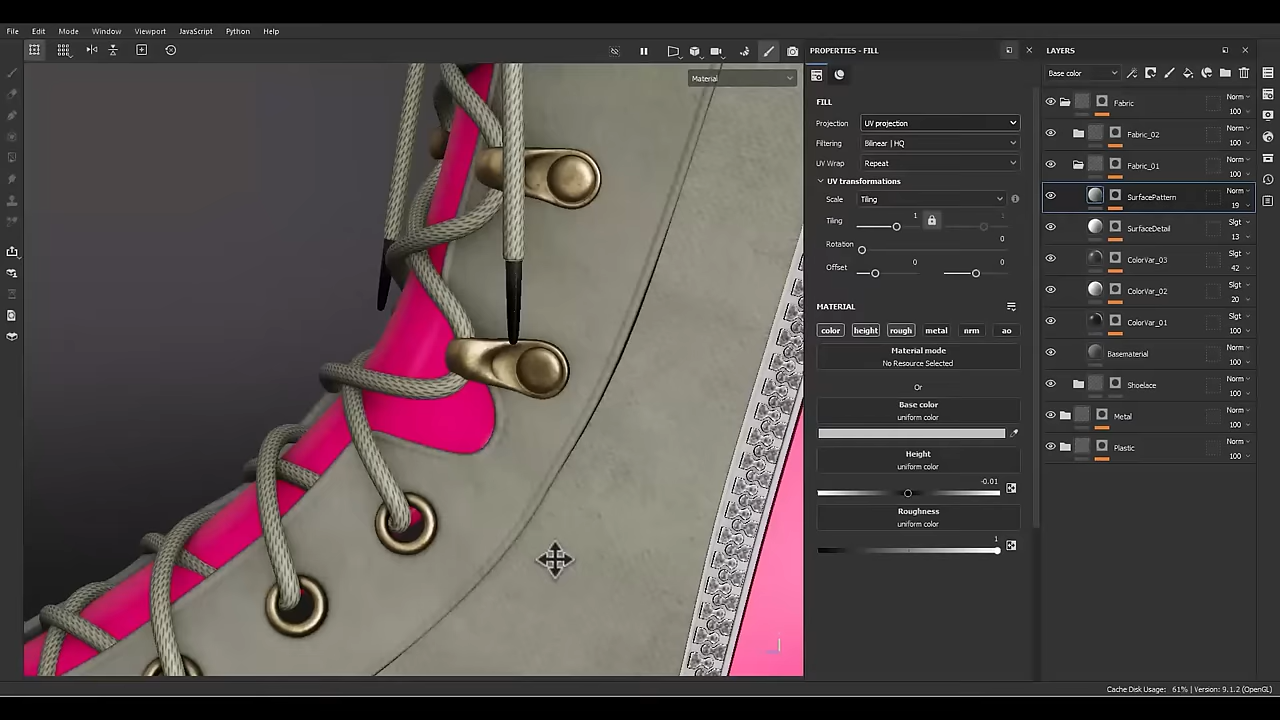 File Edit Mode Window Viewport JavaScript Python Help
Material
PROPERTIES - FILL
FILL
Projection UV projection
Filtering Bilinear | HQ
UV Wrap Repeat
UV transformations
Scale Tiling
Tiling 1 1
Rotation 0
Offset 0 0
MATERIAL
color height rough metal nrm ao
Material mode
No Resource Selected
Or
Base color
uniform color
Height
uniform color
-0.01
Roughness
uniform color
1
LAYERS
Base color
Fabric Norm 100
Fabric_02 Norm 100
Fabric_01 Norm 100
SurfacePattern Norm 19
SurfaceDetail Slgt 13
ColorVar_03 Slgt 42
ColorVar_02 Slgt 20
ColorVar_01 Slgt 100
Basematerial Norm 100
Shoelace Norm 100
Metal Norm 100
Plastic Norm 100
Cache Disk Usage: 61% | Version: 9.1.2 (OpenGL)